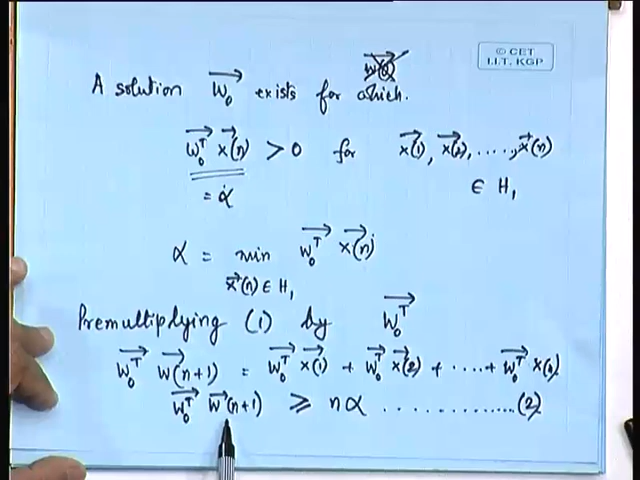 © CET
I.I.T. KGP
A solution w₀ exists for which.
w₀ᵀ x(n) > 0 for x(1), x(2), ....., x(n)
= α ∈ H₁
α = min w₀ᵀ x(n)
x(n) ∈ H₁
Premultiplying (1) by w₀ᵀ
w₀ᵀ w(n+1) = w₀ᵀ x(1) + w₀ᵀ x(2) + ....+ w₀ᵀ x(n)
w₀ᵀ w(n+1) ≥ nα ............... (2)